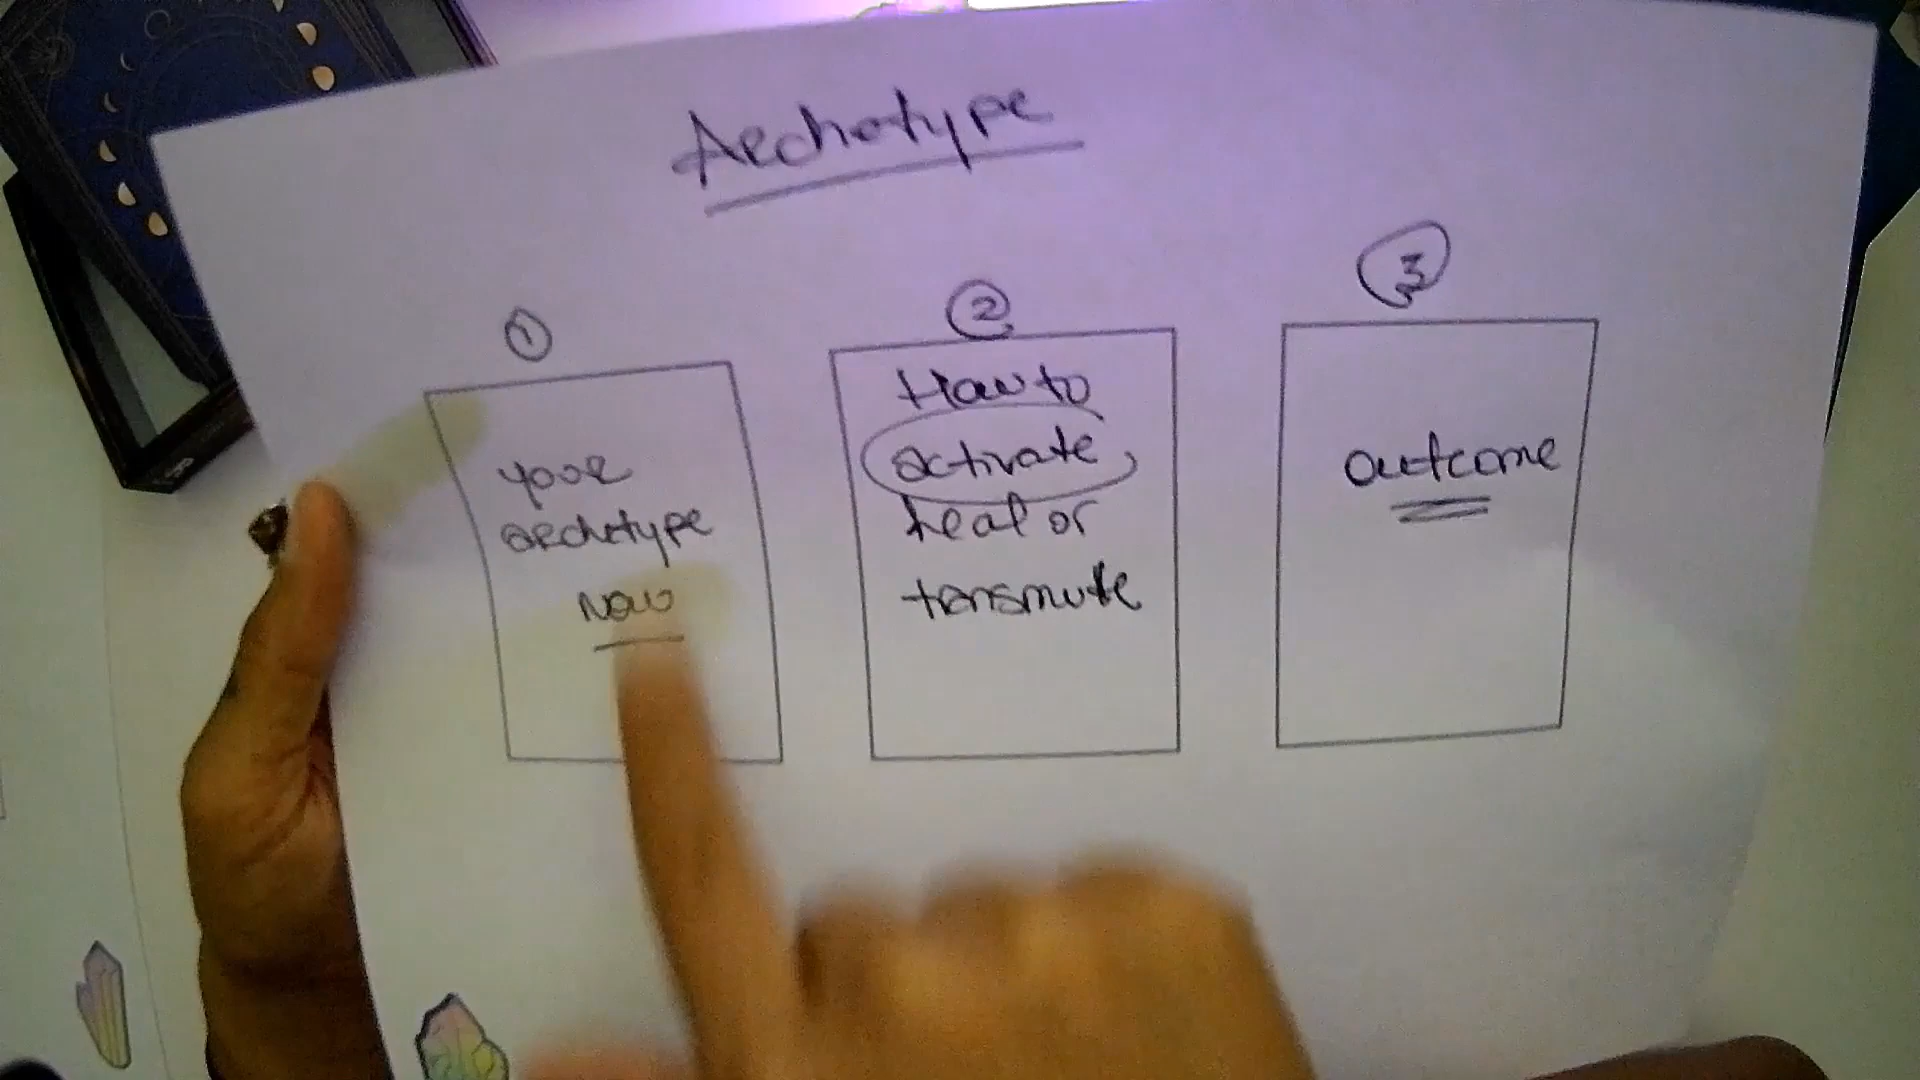 Archetype
1
your
archetype
Now
2
How to
activate
heal or
transmute
3
outcome